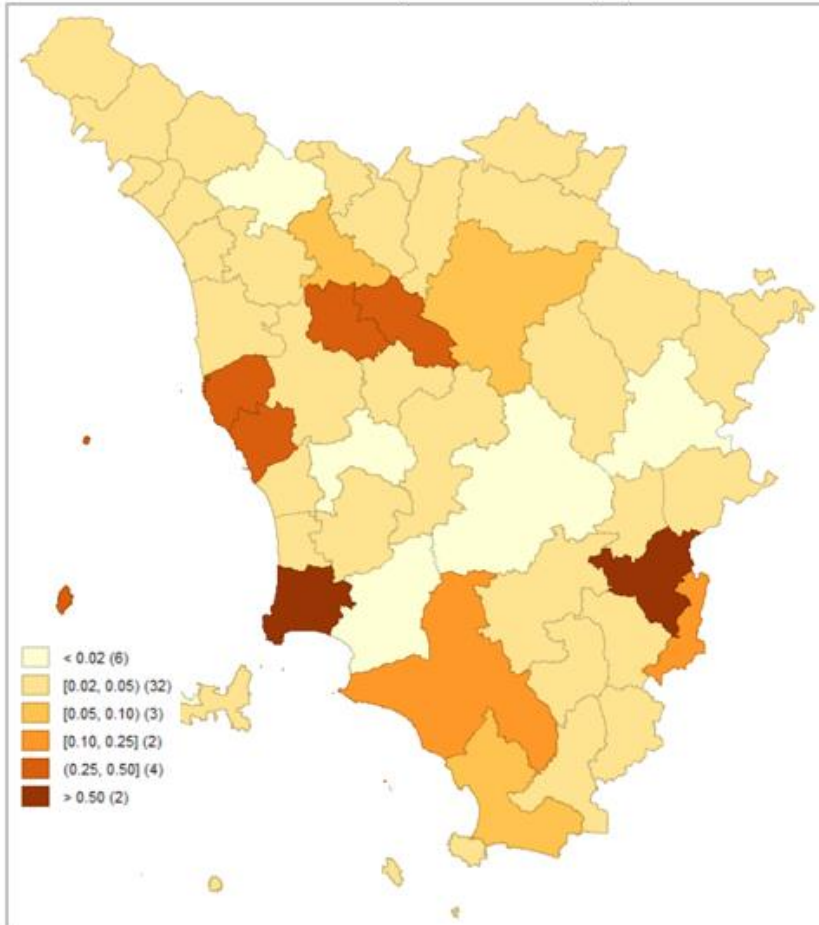 < 0.02 (6)
[0.02, 0.05) (32)
[0.05, 0.10) (3)
[0.10, 0.25] (2)
(0.25, 0.50] (4)
> 0.50 (2)